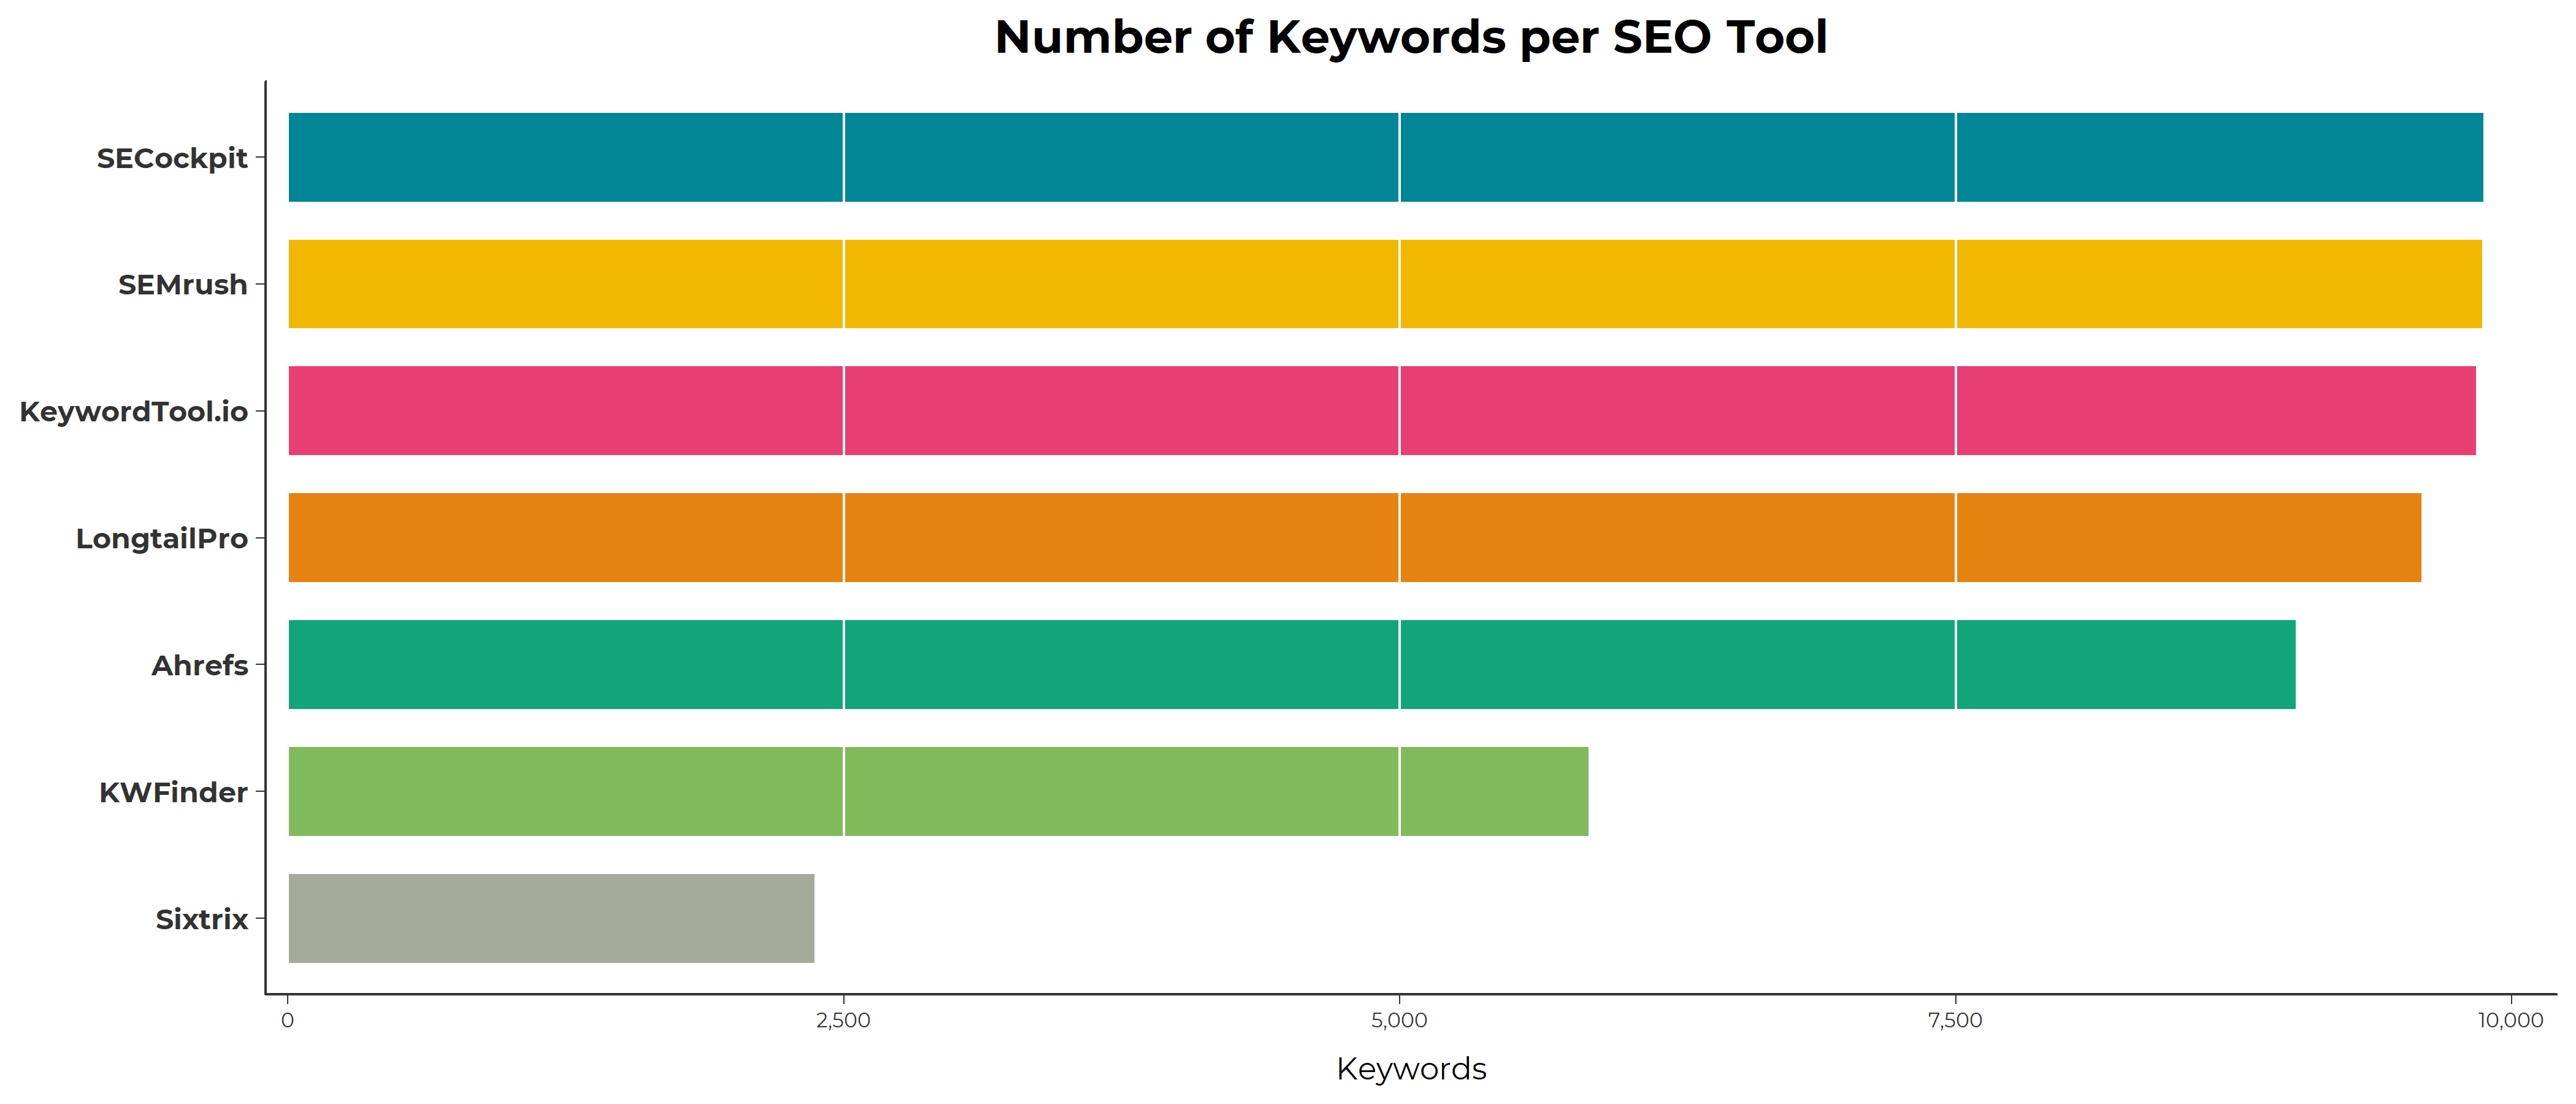 Number of Keywords per SEO Tool
SECockpit
SEMrush
KeywordTool.io
LongtailPro
Ahrefs
KWFinder
Sixtrix
0 2,500 5,000 7,500 10,000
Keywords